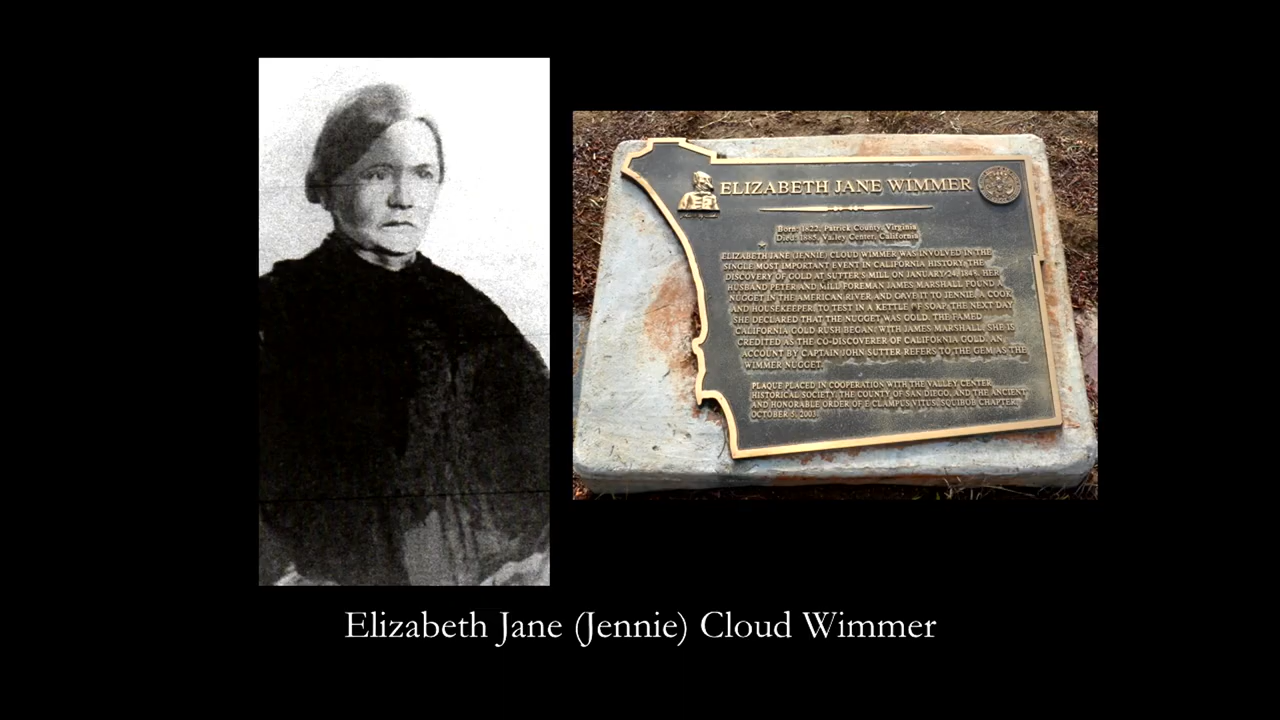 ELIZABETH JANE WIMMER
Born: 1822, Patrick County, Virginia
Died: 1885, Valley Center, California
ELIZABETH JANE (JENNIE) CLOUD WIMMER WAS INVOLVED IN THE
SINGLE MOST IMPORTANT EVENT IN CALIFORNIA HISTORY: THE
DISCOVERY OF GOLD AT SUTTER'S MILL ON JANUARY 24, 1848. HER
HUSBAND PETER AND MILL FOREMAN JAMES MARSHALL FOUND A
NUGGET IN THE AMERICAN RIVER AND GAVE IT TO JENNIE, A COOK
AND HOUSEKEEPER, TO TEST IN A KETTLE OF SOAP. THE NEXT DAY
SHE DECLARED THAT THE NUGGET WAS GOLD. THE FAMED
CALIFORNIA GOLD RUSH BEGAN. WITH JAMES MARSHALL, SHE IS
CREDITED AS THE CO-DISCOVERER OF CALIFORNIA GOLD. AN
ACCOUNT BY CAPTAIN JOHN SUTTER REFERS TO THE GEM AS THE
WIMMER NUGGET.
PLAQUE PLACED IN COOPERATION WITH THE VALLEY CENTER
HISTORICAL SOCIETY, THE COUNTY OF SAN DIEGO, AND THE ANCIENT
AND HONORABLE ORDER OF E CLAMPUS VITUS, SQUIBOB CHAPTER,
OCTOBER 5, 2003
Elizabeth Jane (Jennie) Cloud Wimmer